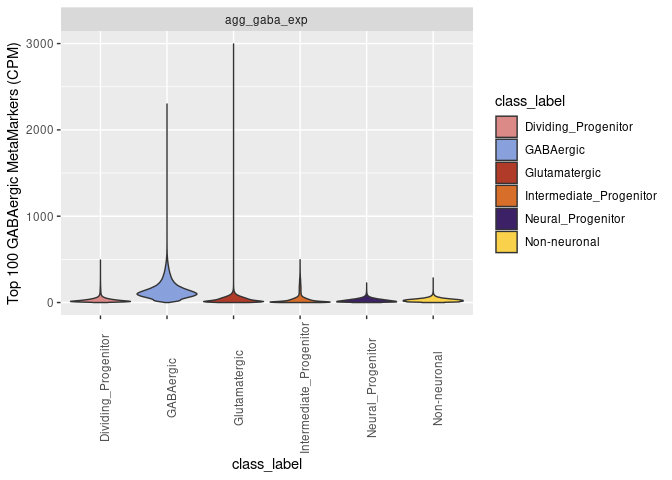 agg_gaba_exp
Top 100 GABAergic MetaMarkers (CPM)
3000
2000
1000
0
Dividing_Progenitor
GABAergic
Glutamatergic
Intermediate_Progenitor
Neural_Progenitor
Non-neuronal
class_label
class_label
Dividing_Progenitor
GABAergic
Glutamatergic
Intermediate_Progenitor
Neural_Progenitor
Non-neuronal